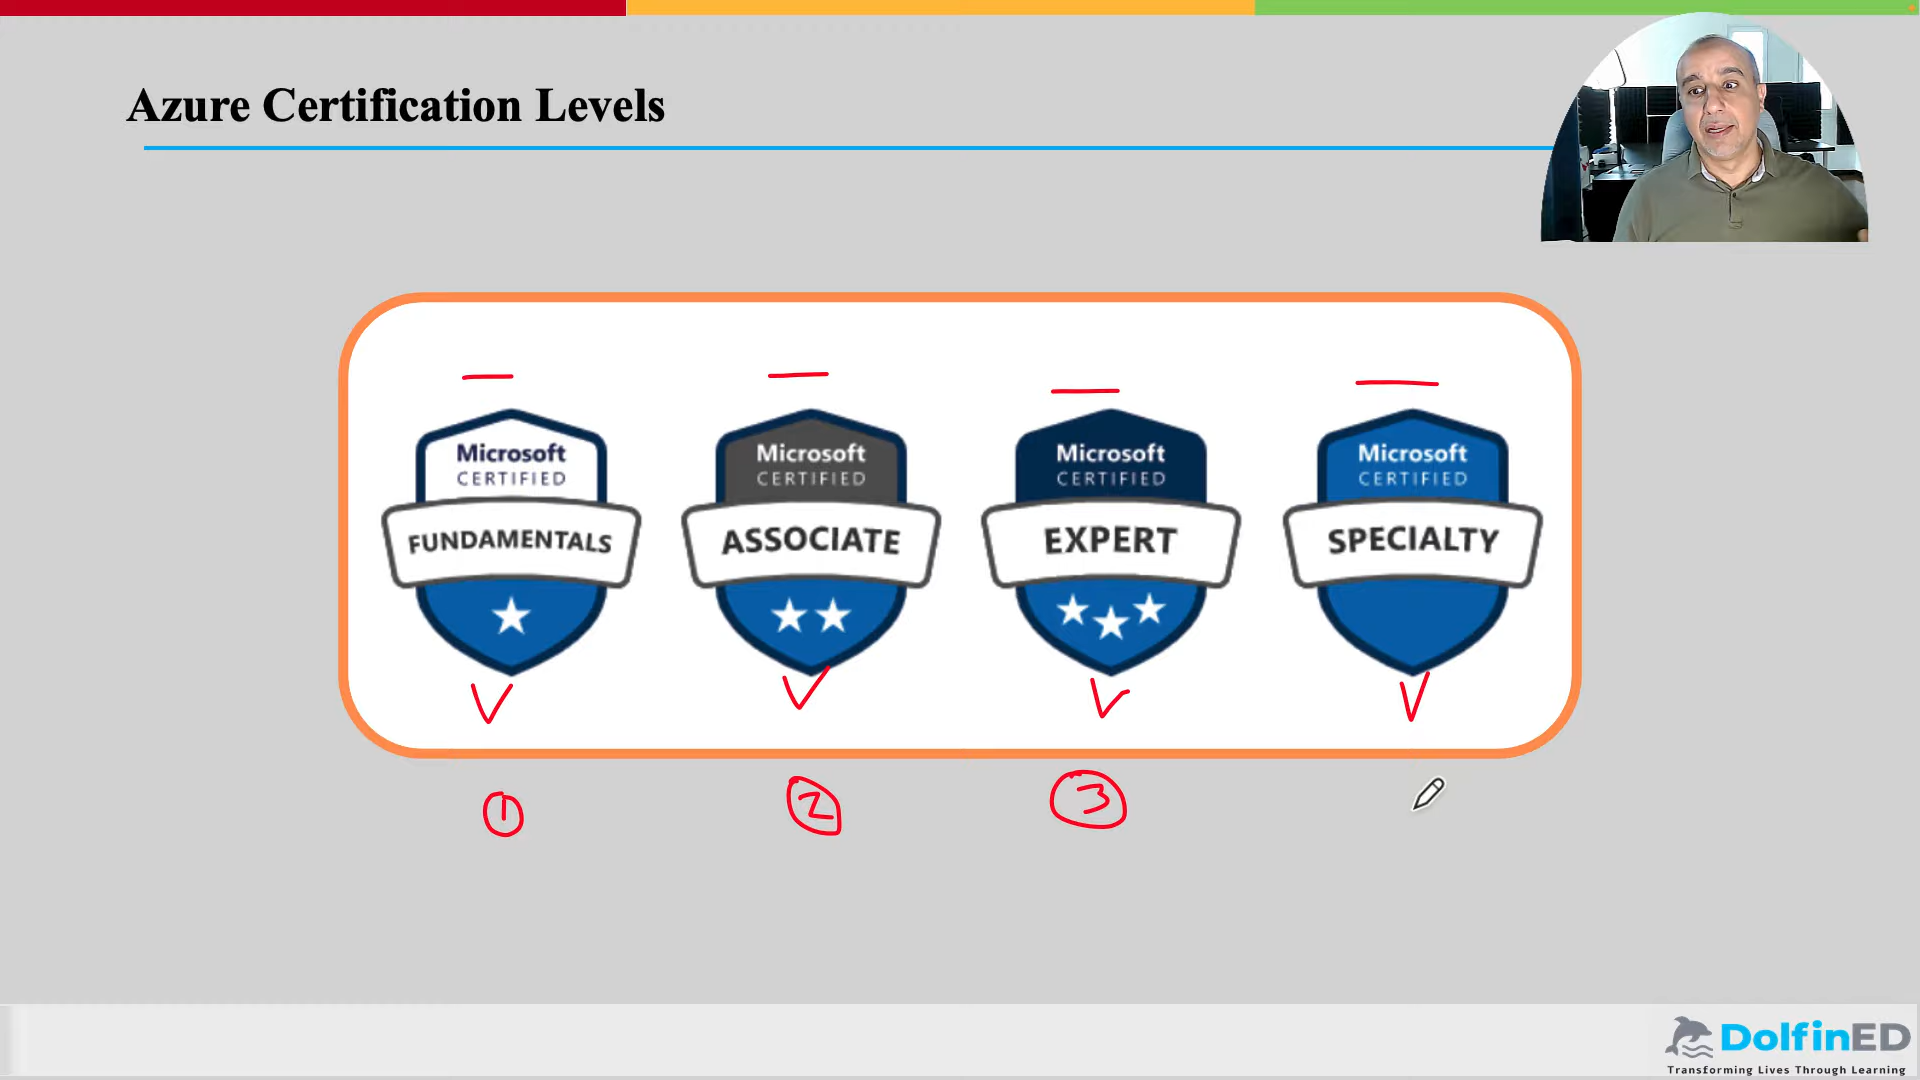 Azure Certification Levels
Microsoft
CERTIFIED
FUNDAMENTALS
Microsoft
CERTIFIED
ASSOCIATE
Microsoft
CERTIFIED
EXPERT
Microsoft
CERTIFIED
SPECIALTY
1
2
3
DolfinED
Transforming Lives Through Learning